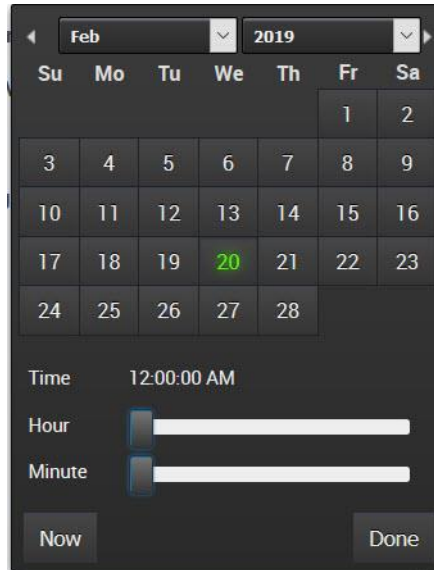 Feb 2019
Su Mo Tu We Th Fr Sa
1 2
3 4 5 6 7 8 9
10 11 12 13 14 15 16
17 18 19 20 21 22 23
24 25 26 27 28
Time 12:00:00 AM
Hour
Minute
Now Done